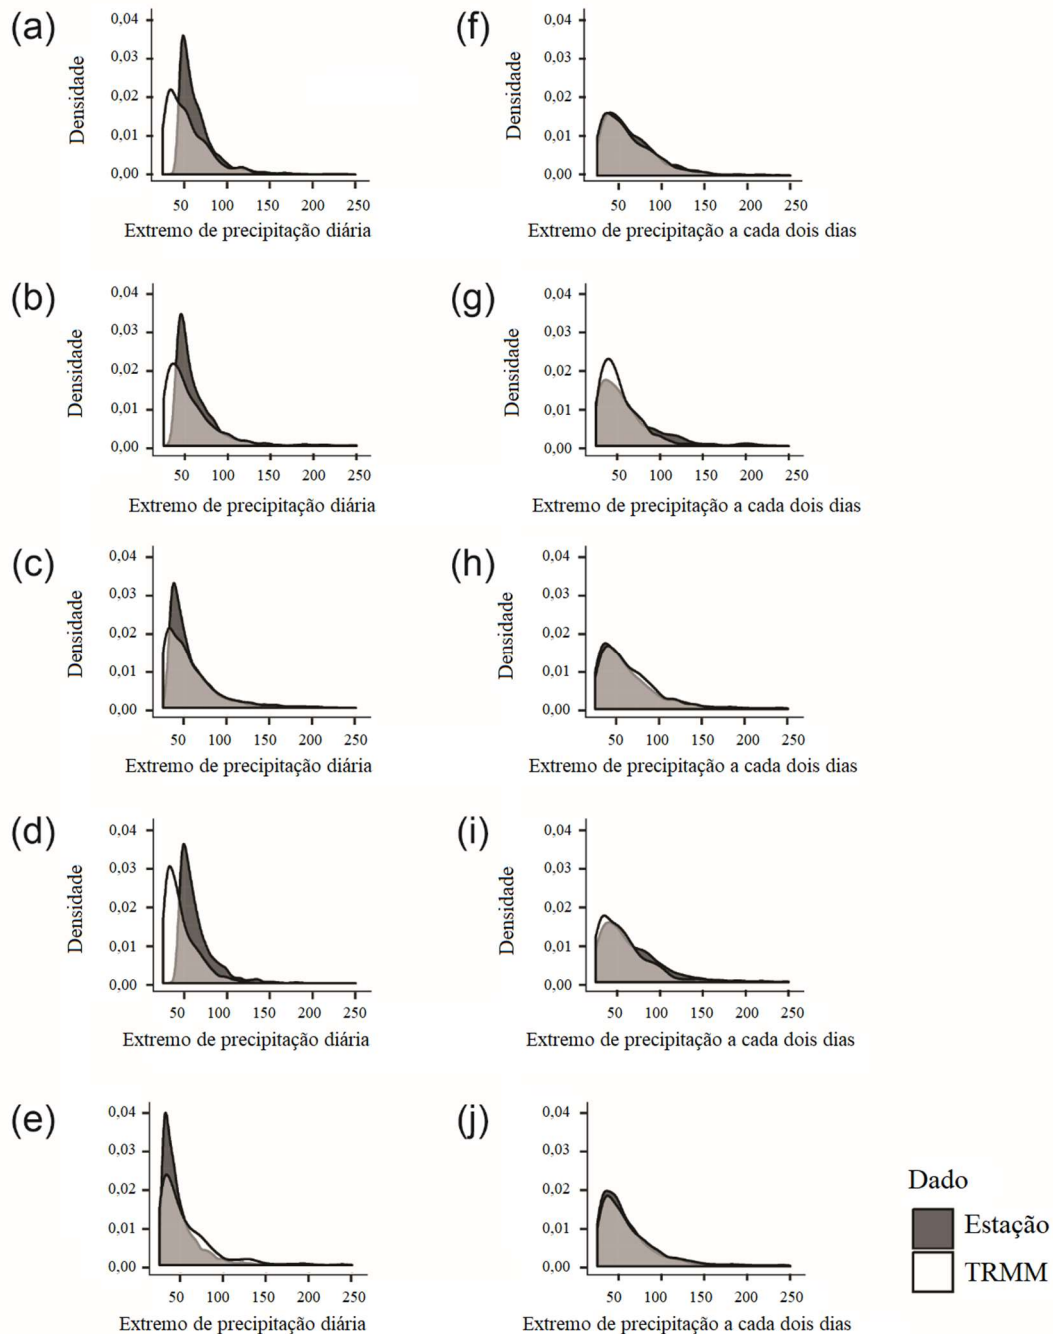 (a)
Densidade
0,04
0,03
0,02
0,01
0,00
50 100 150 200 250
Extremo de precipitação diária
(f)
Densidade
0,04
0,03
0,02
0,01
0,00
50 100 150 200 250
Extremo de precipitação a cada dois dias
(b)
Densidade
0,04
0,03
0,02
0,01
0,00
50 100 150 200 250
Extremo de precipitação diária
(g)
Densidade
0,04
0,03
0,02
0,01
0,00
50 100 150 200 250
Extremo de precipitação a cada dois dias
(c)
Densidade
0,04
0,03
0,02
0,01
0,00
50 100 150 200 250
Extremo de precipitação diária
(h)
Densidade
0,04
0,03
0,02
0,01
0,00
50 100 150 200 250
Extremo de precipitação a cada dois dias
(d)
Densidade
0,04
0,03
0,02
0,01
0,00
50 100 150 200 250
Extremo de precipitação diária
(i)
Densidade
0,04
0,03
0,02
0,01
0,00
50 100 150 200 250
Extremo de precipitação a cada dois dias
(e)
Densidade
0,04
0,03
0,02
0,01
0,00
50 100 150 200 250
Extremo de precipitação diária
(j)
Densidade
0,04
0,03
0,02
0,01
0,00
50 100 150 200 250
Extremo de precipitação a cada dois dias
Dado
Estação
TRMM